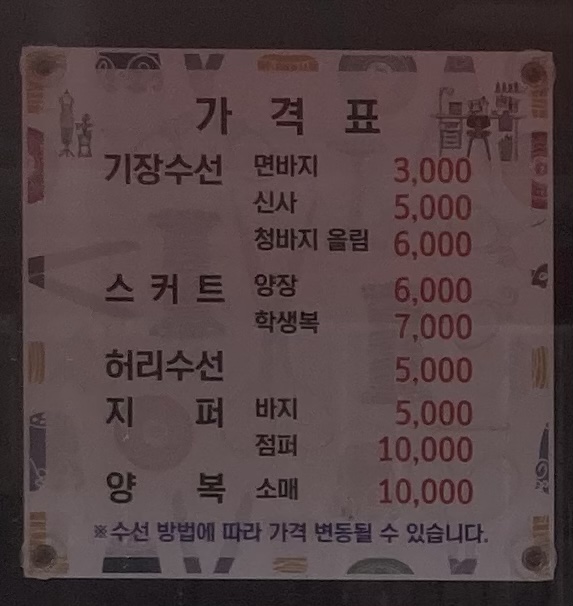 가 격 표
기장수선 면바지 3,000
신사 5,000
청바지 올림 6,000
스 커 트 양장 6,000
학생복 7,000
허리수선 5,000
지 퍼 바지 5,000
점퍼 10,000
양 복 소매 10,000
※ 수선 방법에 따라 가격 변동될 수 있습니다.